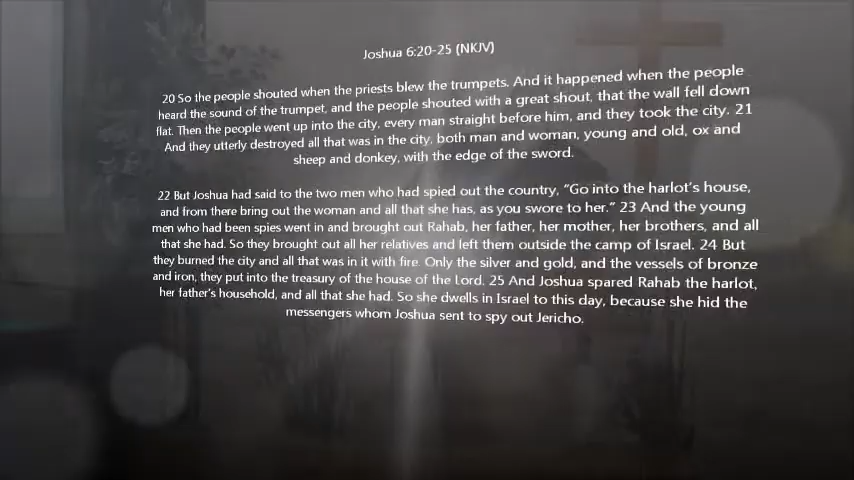 Joshua 6:20-25 (NKJV)
20 So the people shouted when the priests blew the trumpets. And it happened when the people
heard the sound of the trumpet, and the people shouted with a great shout, that the wall fell down
flat. Then the people went up into the city, every man straight before him, and they took the city. 21
And they utterly destroyed all that was in the city, both man and woman, young and old, ox and
sheep and donkey, with the edge of the sword.
22 But Joshua had said to the two men who had spied out the country, “Go into the harlot’s house,
and from there bring out the woman and all that she has, as you swore to her.” 23 And the young
men who had been spies went in and brought out Rahab, her father, her mother, her brothers, and all
that she had. So they brought out all her relatives and left them outside the camp of Israel. 24 But
they burned the city and all that was in it with fire. Only the silver and gold, and the vessels of bronze
and iron, they put into the treasury of the house of the Lord. 25 And Joshua spared Rahab the harlot,
her father’s household, and all that she had. So she dwells in Israel to this day, because she hid the
messengers whom Joshua sent to spy out Jericho.